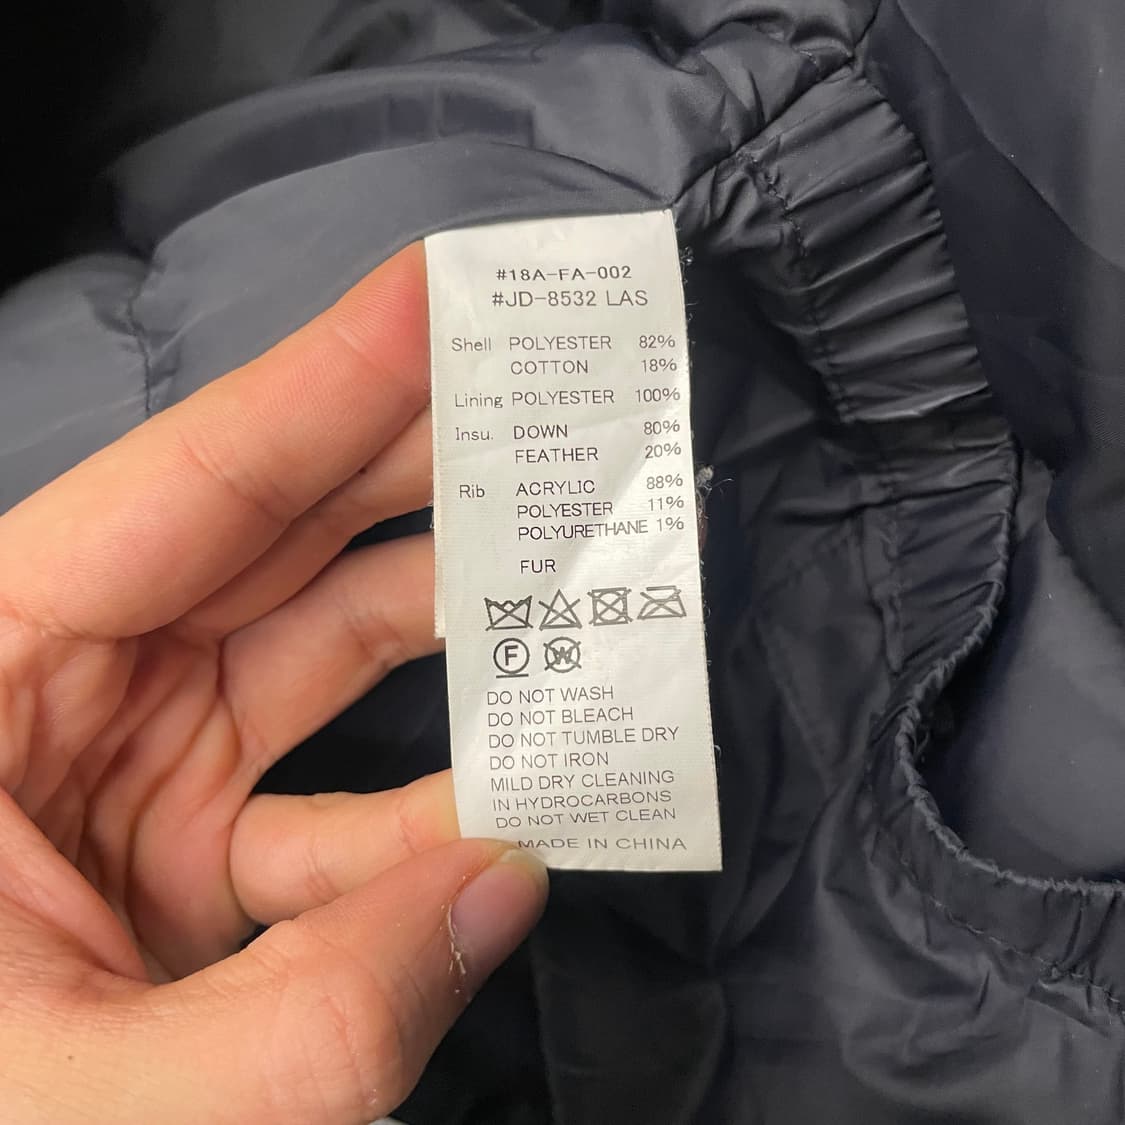 #18A-FA-002
#JD-8532 LAS
Shell POLYESTER 82%
COTTON 18%
Lining POLYESTER 100%
Insu. DOWN 80%
FEATHER 20%
Rib ACRYLIC 88%
POLYESTER 11%
POLYURETHANE 1%
FUR
F W
DO NOT WASH
DO NOT BLEACH
DO NOT TUMBLE DRY
DO NOT IRON
MILD DRY CLEANING
IN HYDROCARBONS
DO NOT WET CLEAN
MADE IN CHINA